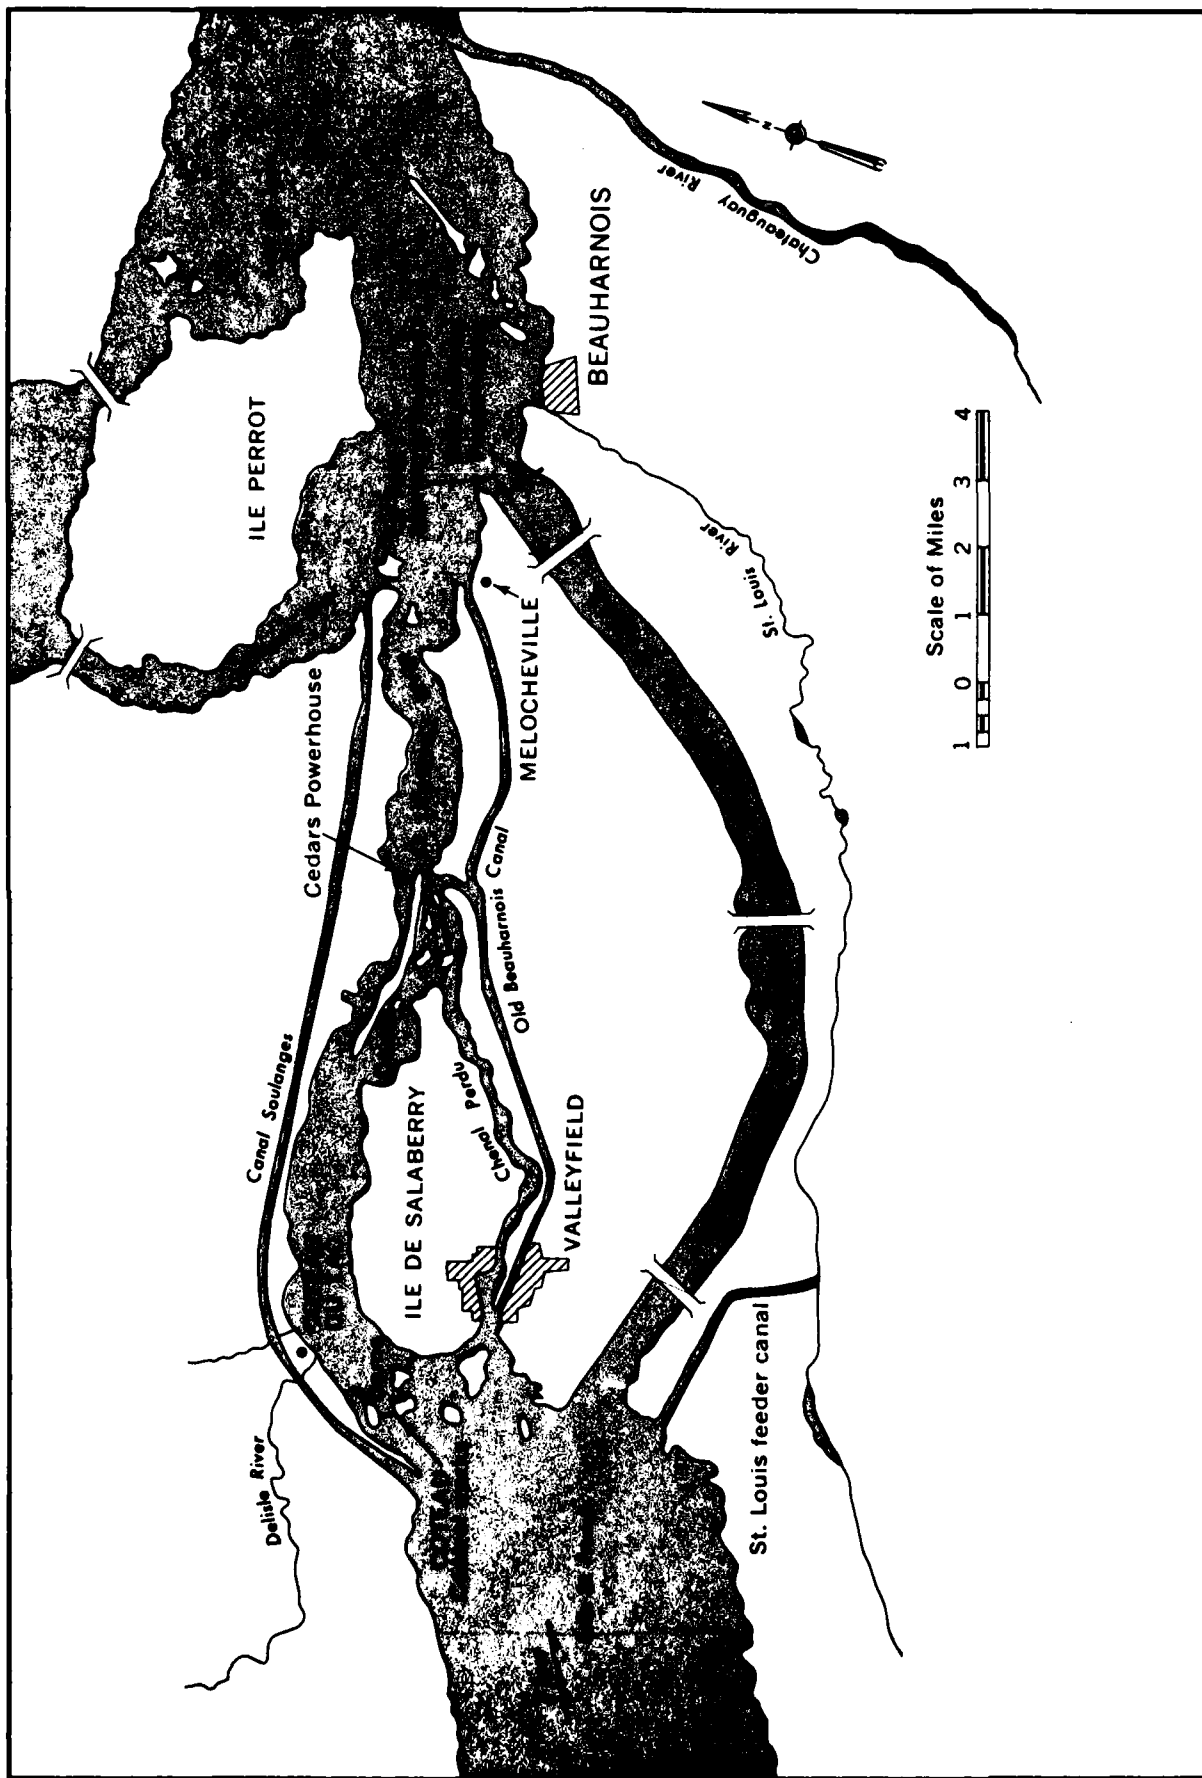 Delisle River
Canal Soulanges
Cedars Powerhouse
ILE PERROT
ILE DE SALABERRY
Chenal Perdu
Old Beauharnois Canal
MELOCHEVILLE
VALLEYFIELD
BEAUHARNOIS
St. Louis
River
Chateauguay
River
N
St. Louis feeder canal
Scale of Miles
1 0 1 2 3 4